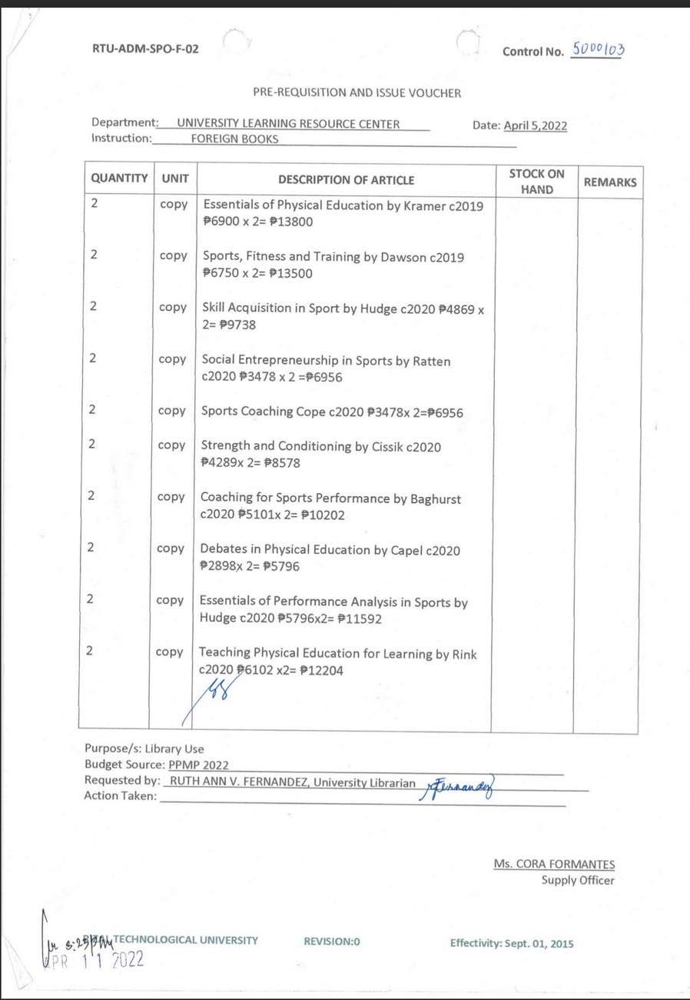 RTU-ADM-SPO-F-02
Control No. 5000103
PRE-REQUISITION AND ISSUE VOUCHER
Department: UNIVERSITY LEARNING RESOURCE CENTER Date: April 5,2022
Instruction: FOREIGN BOOKS
QUANTITY UNIT DESCRIPTION OF ARTICLE STOCK ON HAND REMARKS
2 copy Essentials of Physical Education by Kramer c2019
₱6900 x 2= ₱13800
2 copy Sports, Fitness and Training by Dawson c2019
₱6750 x 2= ₱13500
2 copy Skill Acquisition in Sport by Hudge c2020 ₱4869 x
2= ₱9738
2 copy Social Entrepreneurship in Sports by Ratten
c2020 ₱3478 x 2 =₱6956
2 copy Sports Coaching Cope c2020 ₱3478x 2=₱6956
2 copy Strength and Conditioning by Cissik c2020
₱4289x 2= ₱8578
2 copy Coaching for Sports Performance by Baghurst
c2020 ₱5101x 2= ₱10202
2 copy Debates in Physical Education by Capel c2020
₱2898x 2= ₱5796
2 copy Essentials of Performance Analysis in Sports by
Hudge c2020 ₱5796x2= ₱11592
2 copy Teaching Physical Education for Learning by Rink
c2020 ₱6102 x2= ₱12204
Purpose/s: Library Use
Budget Source: PPMP 2022
Requested by: RUTH ANN V. FERNANDEZ, University Librarian
Action Taken:
Ms. CORA FORMANTES
Supply Officer
TECHNOLOGICAL UNIVERSITY REVISION:0 Effectivity: Sept. 01, 2015
11 2022